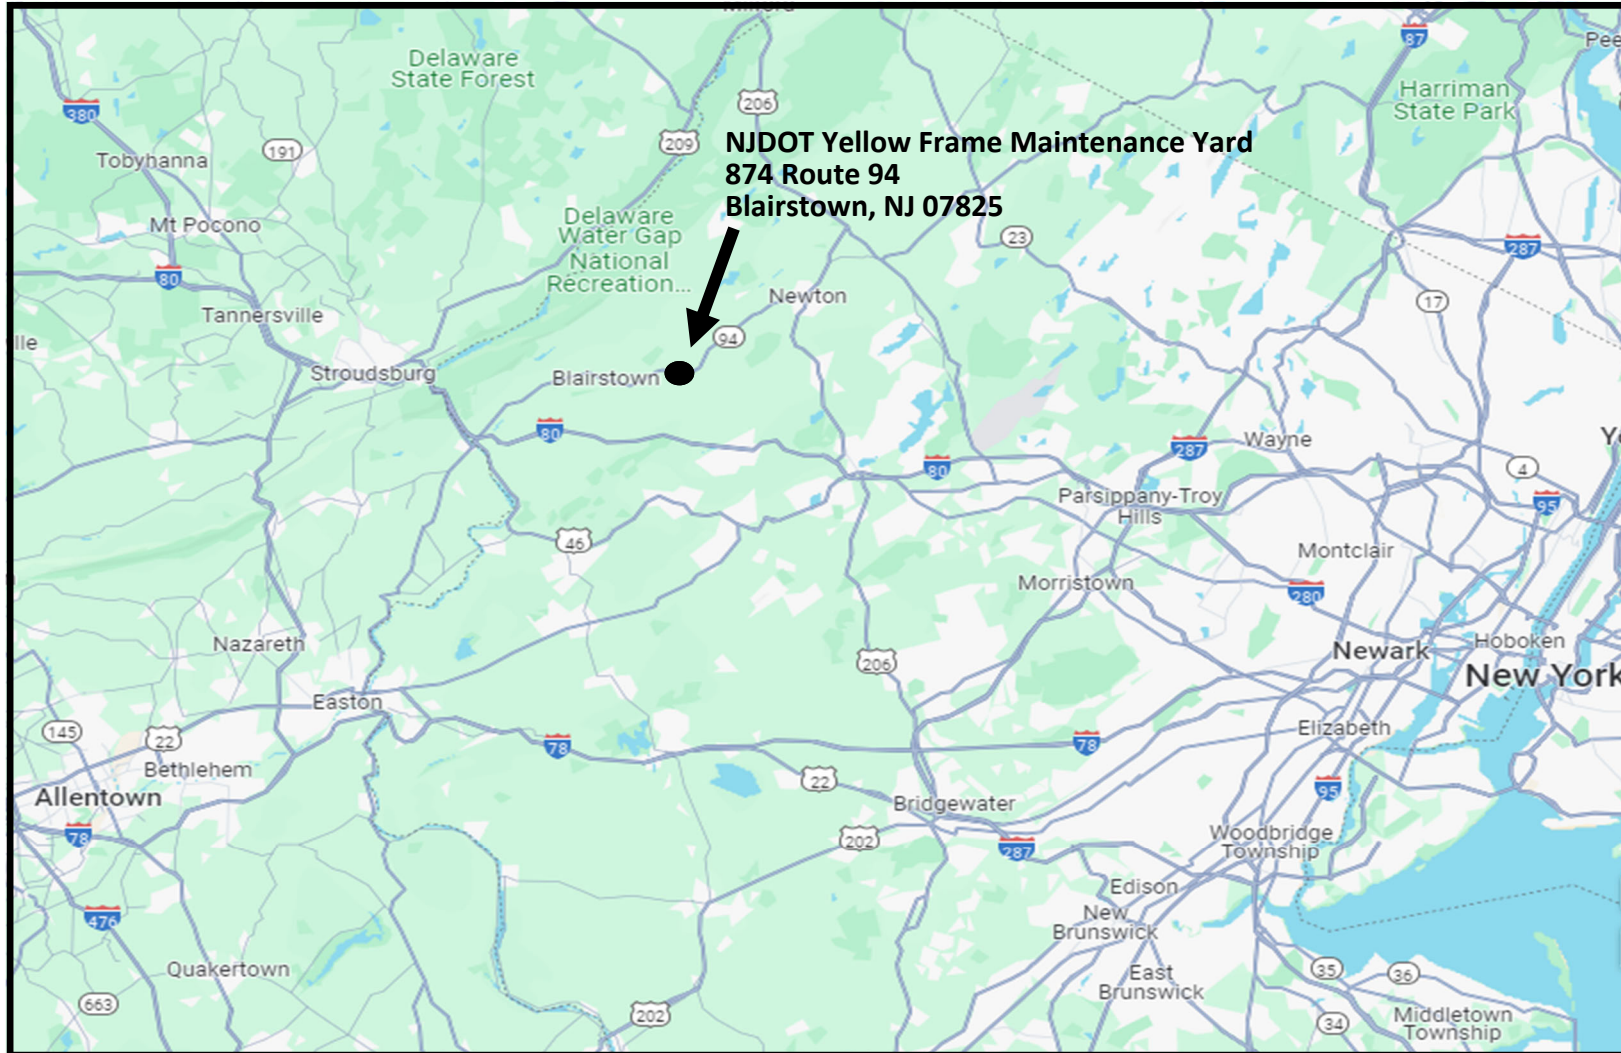 Milford
Delaware
State Forest
87
Harriman
State Park
380
206
209
191
Tobyhanna
NJDOT Yellow Frame Maintenance Yard
874 Route 94
Blairstown, NJ 07825
Mt Pocono
Delaware
Water Gap
National
Recreation...
23
287
80
Newton
17
Tannersville
94
lle
Stroudsburg
Blairstown
80
287
Wayne
80
4
Parsippany-Troy
Hills
95
46
Montclair
Morristown
280
Nazareth
Newark
Hoboken
New York
206
Easton
145
22
78
78
Elizabeth
Bethlehem
22
95
Allentown
Bridgewater
78
202
287
Woodbridge
Township
Edison
476
New
Brunswick
Quakertown
East
Brunswick
35
36
663
202
34
Middletown
Township